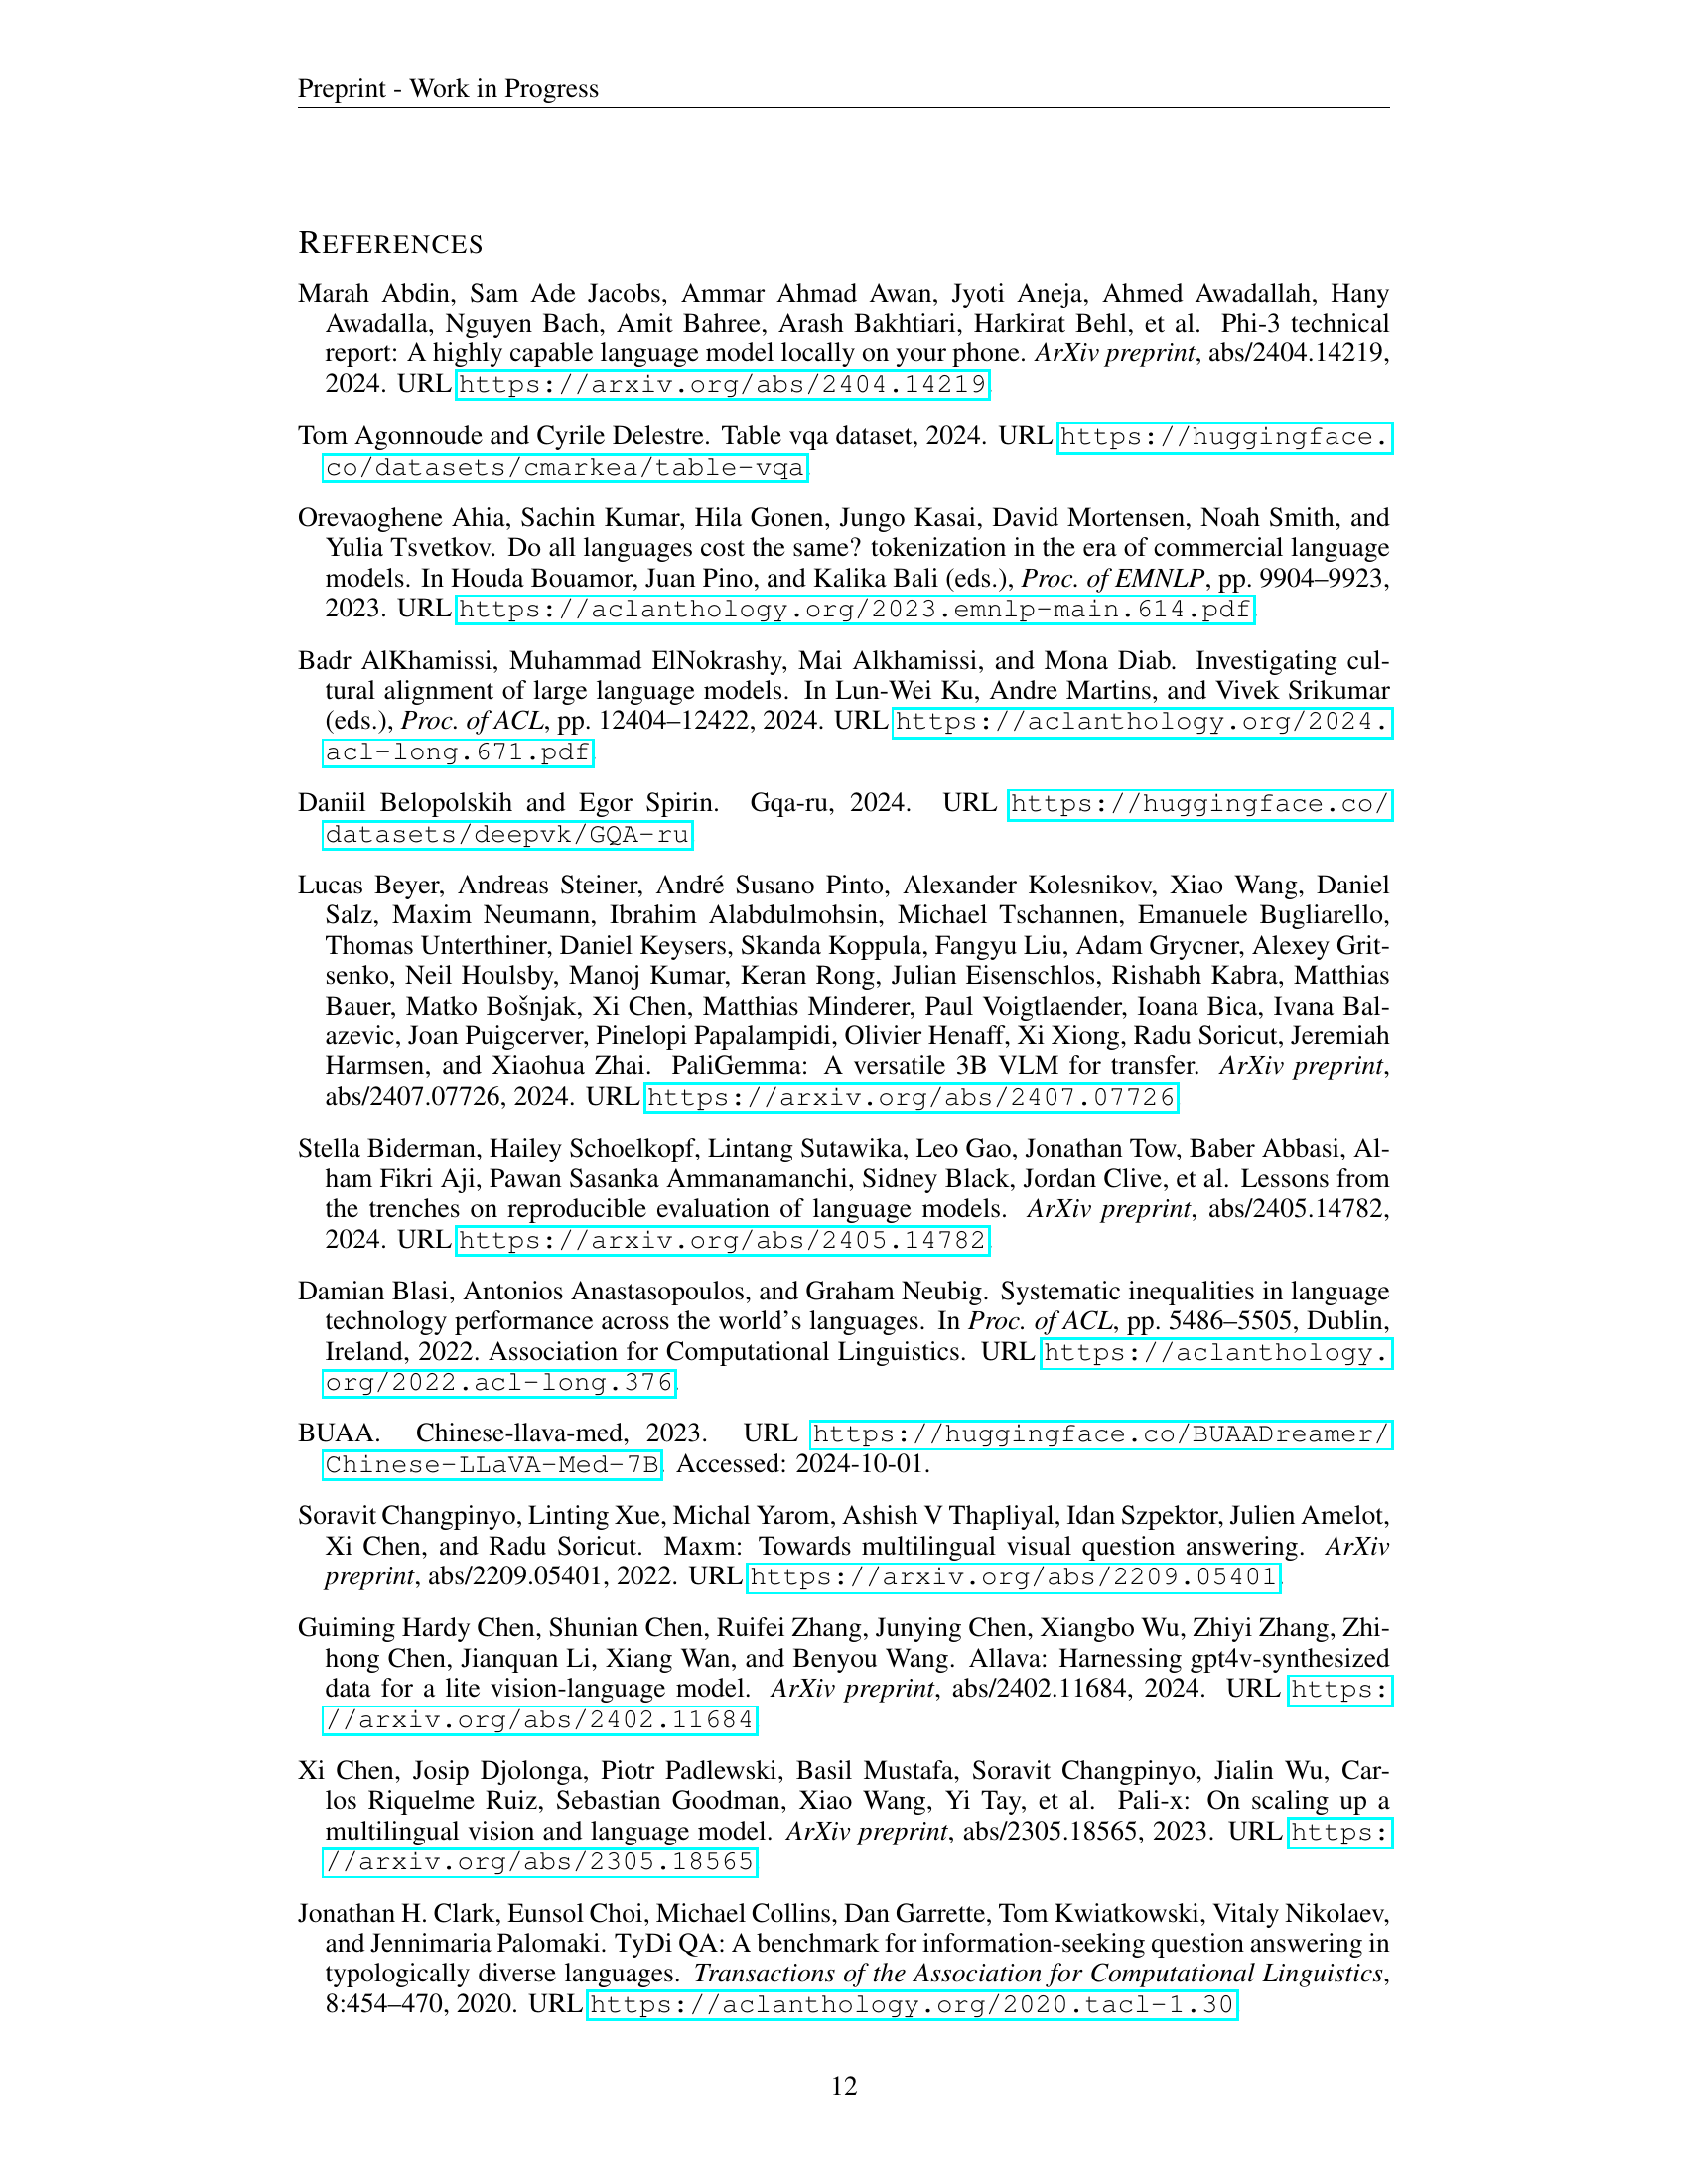 Preprint - Work in Progress
REFERENCES
Marah Abdin, Sam Ade Jacobs, Ammar Ahmad Awan, Jyoti Aneja, Ahmed Awadallah, Hany
Awadalla, Nguyen Bach, Amit Bahree, Arash Bakhtiari, Harkirat Behl, et al. Phi-3 technical
report: A highly capable language model locally on your phone. ArXiv preprint, abs/2404.14219,
2024. URL https://arxiv.org/abs/2404.14219.
Tom Agonnoude and Cyrile Delestre. Table vqa dataset, 2024. URL https://huggingface.
co/datasets/cmarkea/table-vqa.
Orevaoghene Ahia, Sachin Kumar, Hila Gonen, Jungo Kasai, David Mortensen, Noah Smith, and
Yulia Tsvetkov. Do all languages cost the same? tokenization in the era of commercial language
models. In Houda Bouamor, Juan Pino, and Kalika Bali (eds.), Proc. of EMNLP, pp. 9904–9923,
2023. URL https://aclanthology.org/2023.emnlp-main.614.pdf.
Badr AlKhamissi, Muhammad ElNokrashy, Mai Alkhamissi, and Mona Diab. Investigating cul-
tural alignment of large language models. In Lun-Wei Ku, Andre Martins, and Vivek Srikumar
(eds.), Proc. of ACL, pp. 12404–12422, 2024. URL https://aclanthology.org/2024.
acl-long.671.pdf.
Daniil Belopolskih and Egor Spirin. Gqa-ru, 2024. URL https://huggingface.co/
datasets/deepvk/GQA-ru.
Lucas Beyer, Andreas Steiner, André Susano Pinto, Alexander Kolesnikov, Xiao Wang, Daniel
Salz, Maxim Neumann, Ibrahim Alabdulmohsin, Michael Tschannen, Emanuele Bugliarello,
Thomas Unterthiner, Daniel Keysers, Skanda Koppula, Fangyu Liu, Adam Grycner, Alexey Grit-
senko, Neil Houlsby, Manoj Kumar, Keran Rong, Julian Eisenschlos, Rishabh Kabra, Matthias
Bauer, Matko Bošnjak, Xi Chen, Matthias Minderer, Paul Voigtlaender, Ioana Bica, Ivana Bal-
azevic, Joan Puigcerver, Pinelopi Papalampidi, Olivier Henaff, Xi Xiong, Radu Soricut, Jeremiah
Harmsen, and Xiaohua Zhai. PaliGemma: A versatile 3B VLM for transfer. ArXiv preprint,
abs/2407.07726, 2024. URL https://arxiv.org/abs/2407.07726.
Stella Biderman, Hailey Schoelkopf, Lintang Sutawika, Leo Gao, Jonathan Tow, Baber Abbasi, Al-
ham Fikri Aji, Pawan Sasanka Ammanamanchi, Sidney Black, Jordan Clive, et al. Lessons from
the trenches on reproducible evaluation of language models. ArXiv preprint, abs/2405.14782,
2024. URL https://arxiv.org/abs/2405.14782.
Damian Blasi, Antonios Anastasopoulos, and Graham Neubig. Systematic inequalities in language
technology performance across the world's languages. In Proc. of ACL, pp. 5486–5505, Dublin,
Ireland, 2022. Association for Computational Linguistics. URL https://aclanthology.
org/2022.acl-long.376.
BUAA. Chinese-llava-med, 2023. URL https://huggingface.co/BUAADreamer/
Chinese-LLaVA-Med-7B. Accessed: 2024-10-01.
Soravit Changpinyo, Linting Xue, Michal Yarom, Ashish V Thapliyal, Idan Szpektor, Julien Amelot,
Xi Chen, and Radu Soricut. Maxm: Towards multilingual visual question answering. ArXiv
preprint, abs/2209.05401, 2022. URL https://arxiv.org/abs/2209.05401.
Guiming Hardy Chen, Shunian Chen, Ruifei Zhang, Junying Chen, Xiangbo Wu, Zhiyi Zhang, Zhi-
hong Chen, Jianquan Li, Xiang Wan, and Benyou Wang. Allava: Harnessing gpt4v-synthesized
data for a lite vision-language model. ArXiv preprint, abs/2402.11684, 2024. URL https:
//arxiv.org/abs/2402.11684.
Xi Chen, Josip Djolonga, Piotr Padlewski, Basil Mustafa, Soravit Changpinyo, Jialin Wu, Car-
los Riquelme Ruiz, Sebastian Goodman, Xiao Wang, Yi Tay, et al. Pali-x: On scaling up a
multilingual vision and language model. ArXiv preprint, abs/2305.18565, 2023. URL https:
//arxiv.org/abs/2305.18565.
Jonathan H. Clark, Eunsol Choi, Michael Collins, Dan Garrette, Tom Kwiatkowski, Vitaly Nikolaev,
and Jennimaria Palomaki. TyDi QA: A benchmark for information-seeking question answering in
typologically diverse languages. Transactions of the Association for Computational Linguistics,
8:454–470, 2020. URL https://aclanthology.org/2020.tacl-1.30.
12